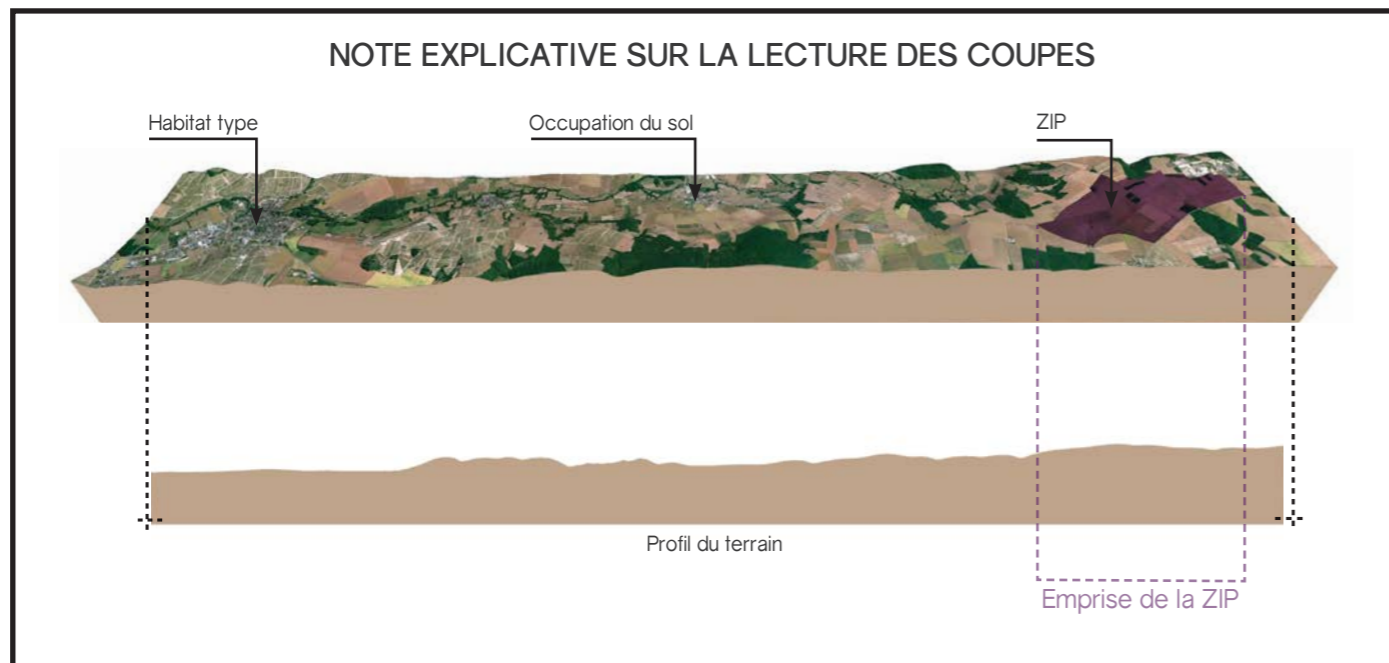 NOTE EXPLICATIVE SUR LA LECTURE DES COUPES
Habitat type
Occupation du sol
ZIP
Profil du terrain
Emprise de la ZIP